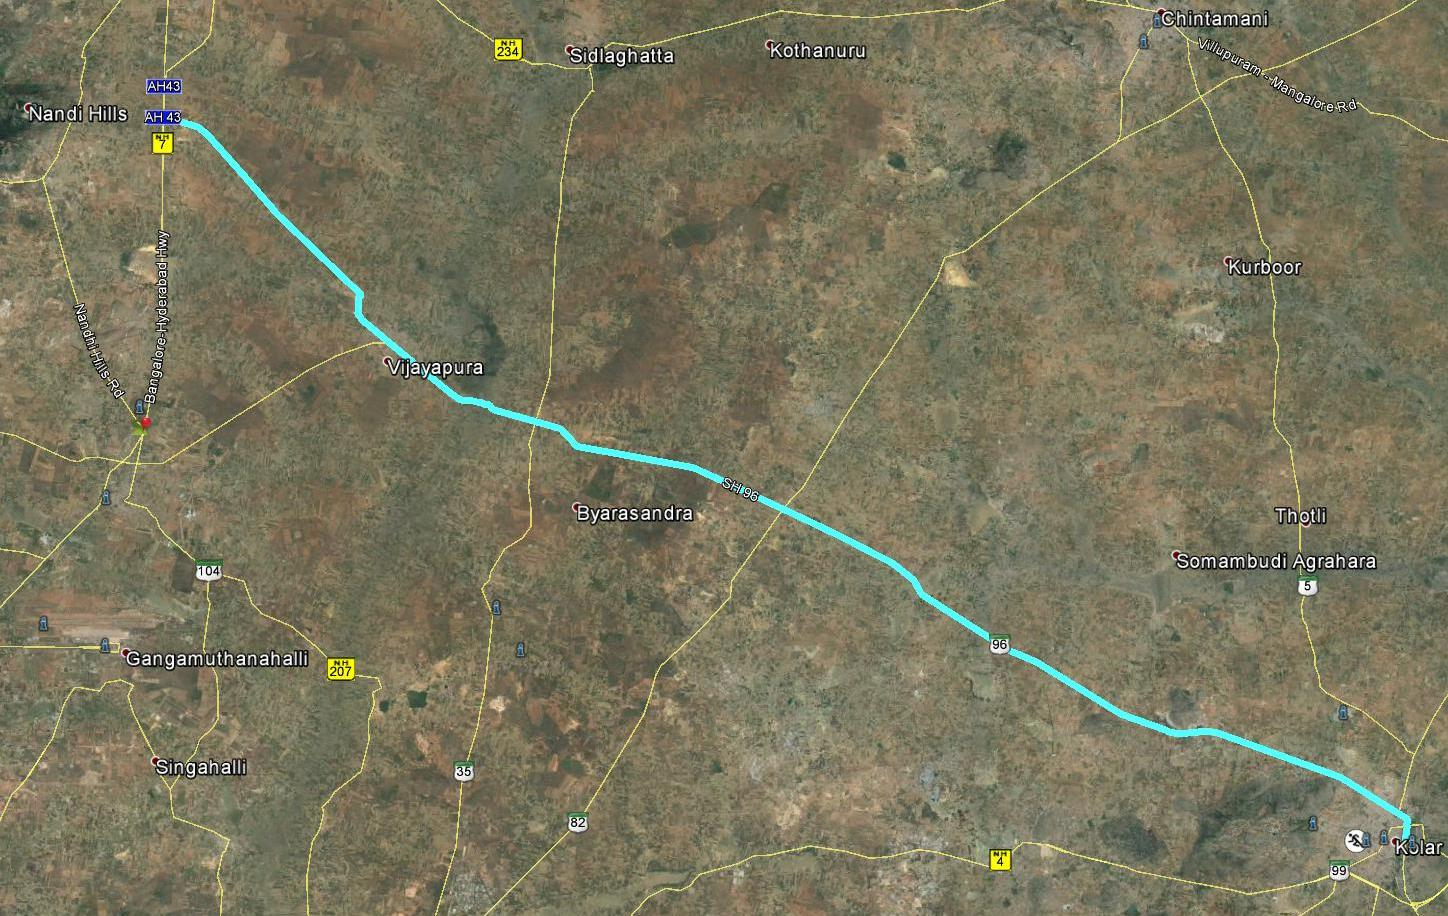 Chintamani
NH
234
Sidlaghatta
Kothanuru
Villupuram - Mangalore Rd
AH43
Nandi Hills
AH 43
NH
7
Bangalore-Hyderabad Hwy
Kurboor
Nandhi Hills Rd
Vijayapura
SH 96
Byarasandra
Thotli
Somambudi Agrahara
104
5
96
Gangamuthanahalli
NH
207
Singahalli
35
82
NH
4
Kolar
99